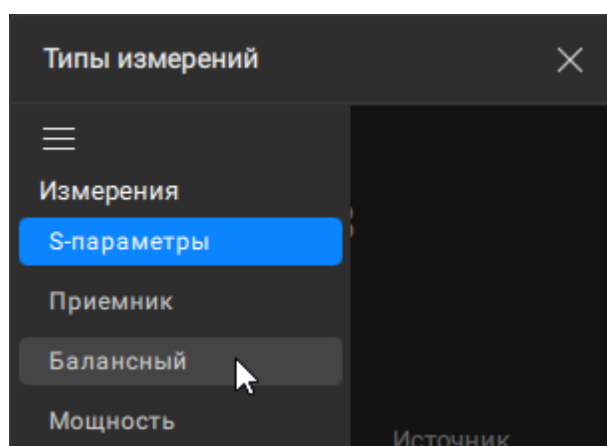 Типы измерений
Измерения
S-параметры
Приемник
Балансный
Мощность
Источник